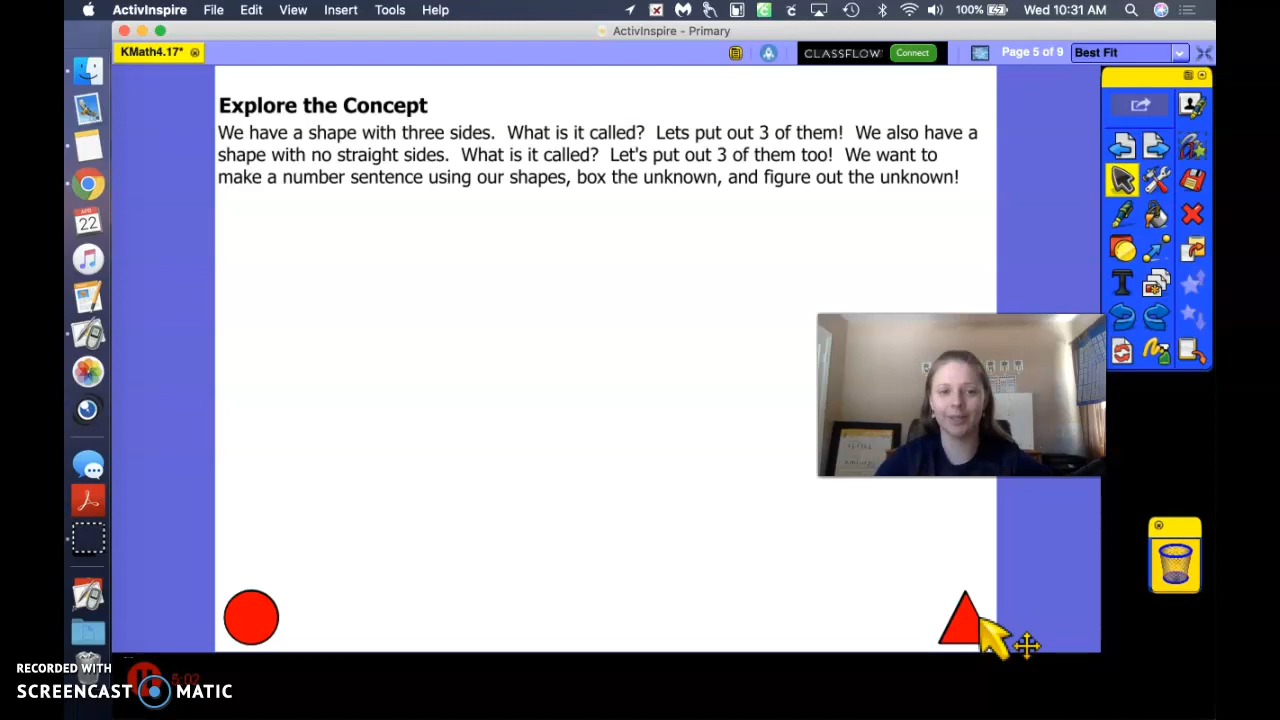 ActivInspire File Edit View Insert Tools Help 100% Wed 10:31 AM
ActivInspire - Primary
KMath4.17* CLASSFLOW Connect Page 5 of 9 Best Fit
Explore the Concept
We have a shape with three sides. What is it called? Lets put out 3 of them! We also have a
shape with no straight sides. What is it called? Let's put out 3 of them too! We want to
make a number sentence using our shapes, box the unknown, and figure out the unknown!
APR
22
RECORDED WITH
SCREENCAST MATIC
5:02